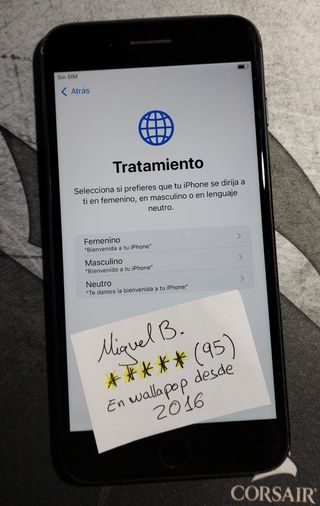 Sin SIM
Atrás
Tratamiento
Selecciona si prefieres que tu iPhone se dirija a
ti en femenino, en masculino o en lenguaje
neutro.
Femenino
"Bienvenida a tu iPhone"
Masculino
"Bienvenido a tu iPhone"
Neutro
"Te damos la bienvenida a tu iPhone"
Miguel B.
★★★★★ (95)
En wallapop desde
2016
CORSAIR